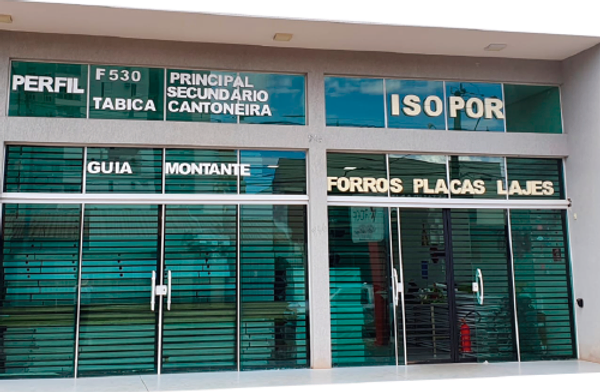 PERFIL
F 530
TABICA
PRINCIPAL
SECUNDÁRIO
CANTONEIRA
GUIA MONTANTE
ISOPOR
FORROS PLACAS LAJES